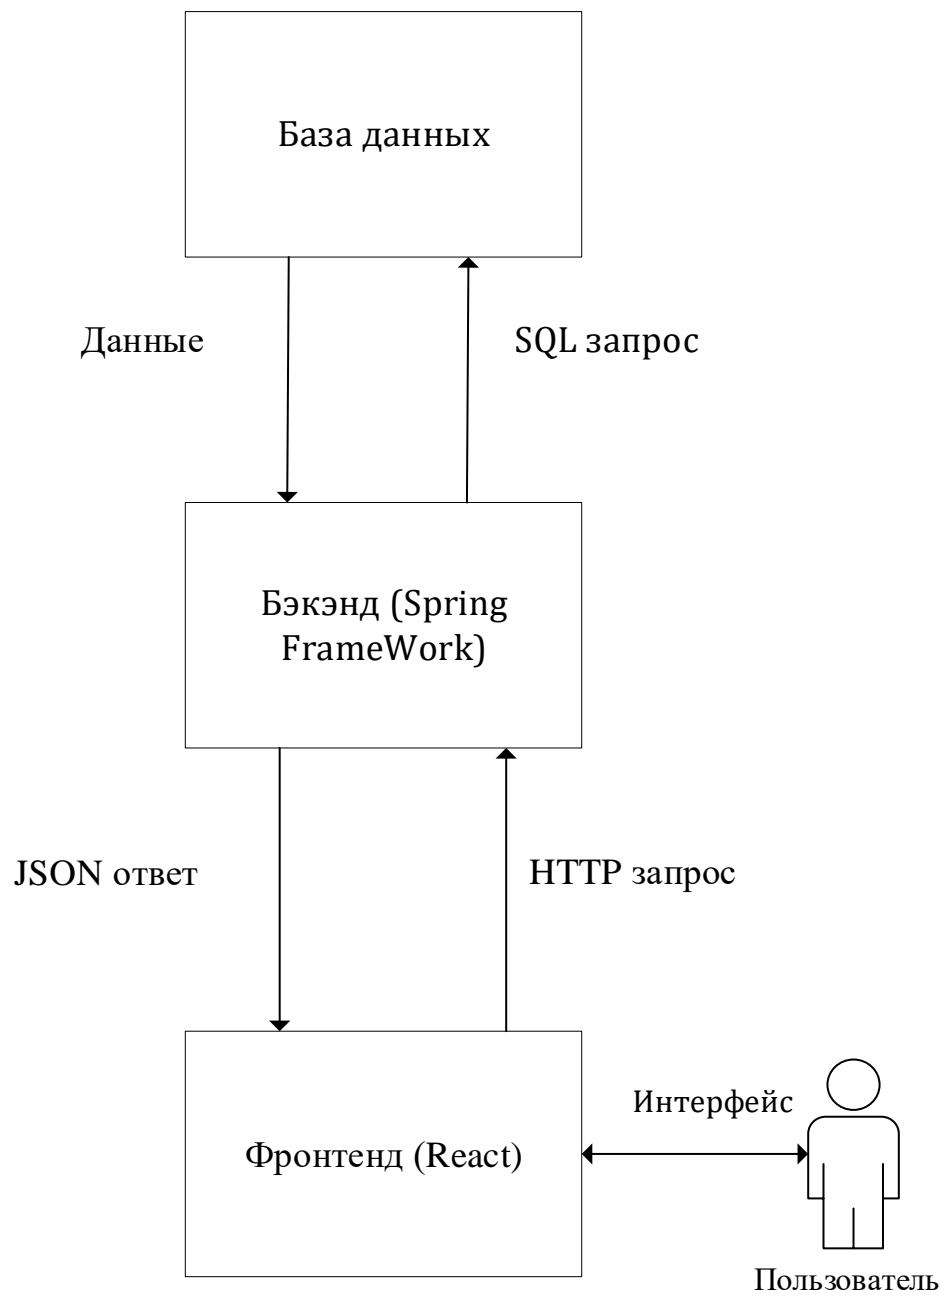 База данных
Данные
SQL запрос
Бэкэнд (Spring
FrameWork)
JSON ответ
HTTP запрос
Интерфейс
Фронтенд (React)
Пользователь